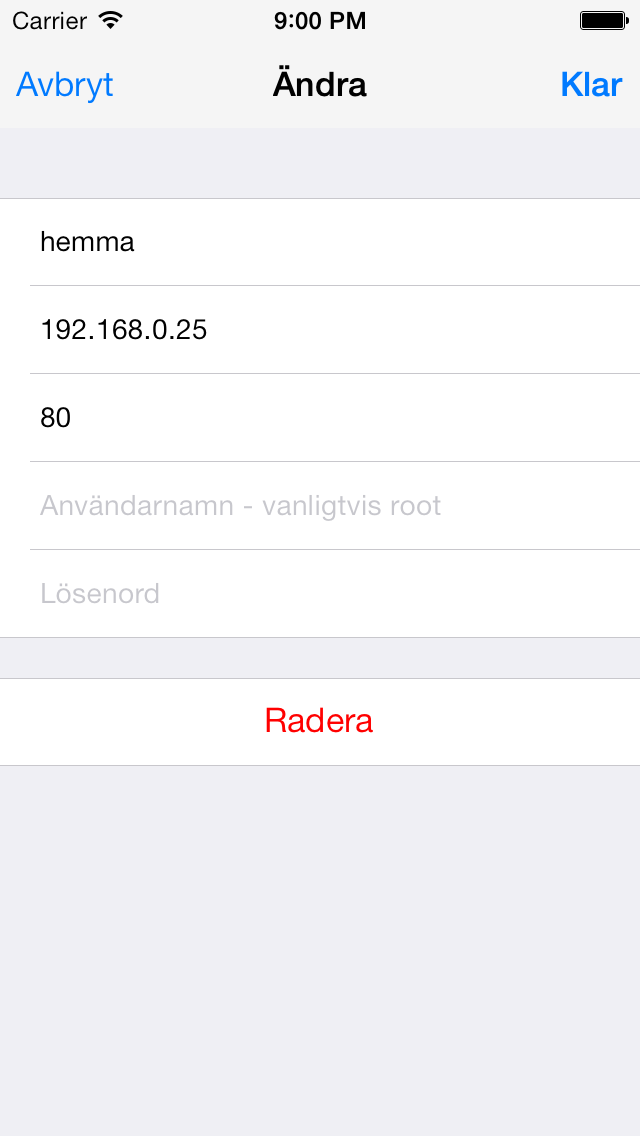 Carrier 9:00 PM
Avbryt Ändra Klar
hemma
192.168.0.25
80
Användarnamn - vanligtvis root
Lösenord
Radera